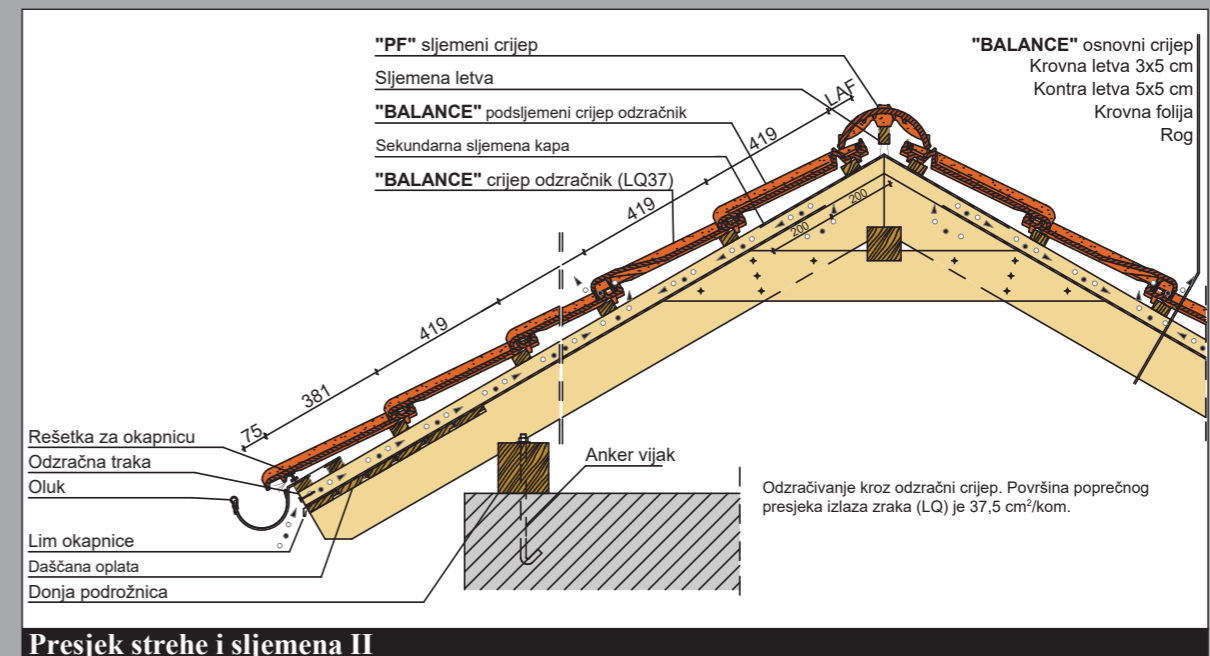 "PF" sljemeni crijep
Sljemena letva
"BALANCE" podsljemeni crijep odzračnik
Sekundarna sljemena kapa
"BALANCE" crijep odzračnik (LQ37)
"BALANCE" osnovni crijep
Krovna letva 3x5 cm
Kontra letva 5x5 cm
Krovna folija
Rog
LAF
419
419
419
381
75
200
200
Rešetka za okapnicu
Odzračna traka
Oluk
Lim okapnice
Daščana oplata
Donja podrožnica
Anker vijak
Odzračivanje kroz odzračni crijep. Površina poprečnog
presjeka izlaza zraka (LQ) je 37,5 cm²/kom.
Presjek strehe i sljemena II